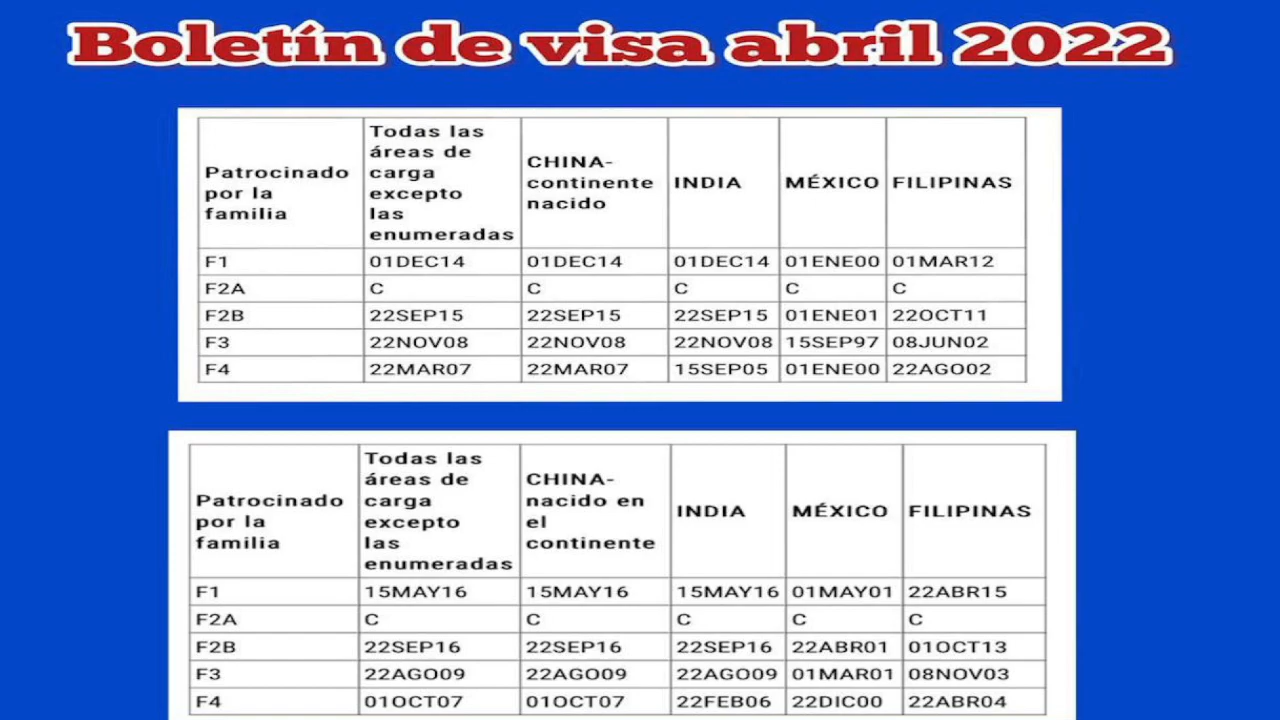 Boletín de visa abril 2022
Patrocinado por la familia | Todas las áreas de carga excepto las enumeradas | CHINA- continente nacido | INDIA | MÉXICO | FILIPINAS
F1 | 01DEC14 | 01DEC14 | 01DEC14 | 01ENE00 | 01MAR12
F2A | C | C | C | C | C
F2B | 22SEP15 | 22SEP15 | 22SEP15 | 01ENE01 | 22OCT11
F3 | 22NOV08 | 22NOV08 | 22NOV08 | 15SEP97 | 08JUN02
F4 | 22MAR07 | 22MAR07 | 15SEP05 | 01ENE00 | 22AGO02
Patrocinado por la familia | Todas las áreas de carga excepto las enumeradas | CHINA- nacido en el continente | INDIA | MÉXICO | FILIPINAS
F1 | 15MAY16 | 15MAY16 | 15MAY16 | 01MAY01 | 22ABR15
F2A | C | C | C | C | C
F2B | 22SEP16 | 22SEP16 | 22SEP16 | 22ABR01 | 01OCT13
F3 | 22AGO09 | 22AGO09 | 22AGO09 | 01MAR01 | 08NOV03
F4 | 01OCT07 | 01OCT07 | 22FEB06 | 22DIC00 | 22ABR04